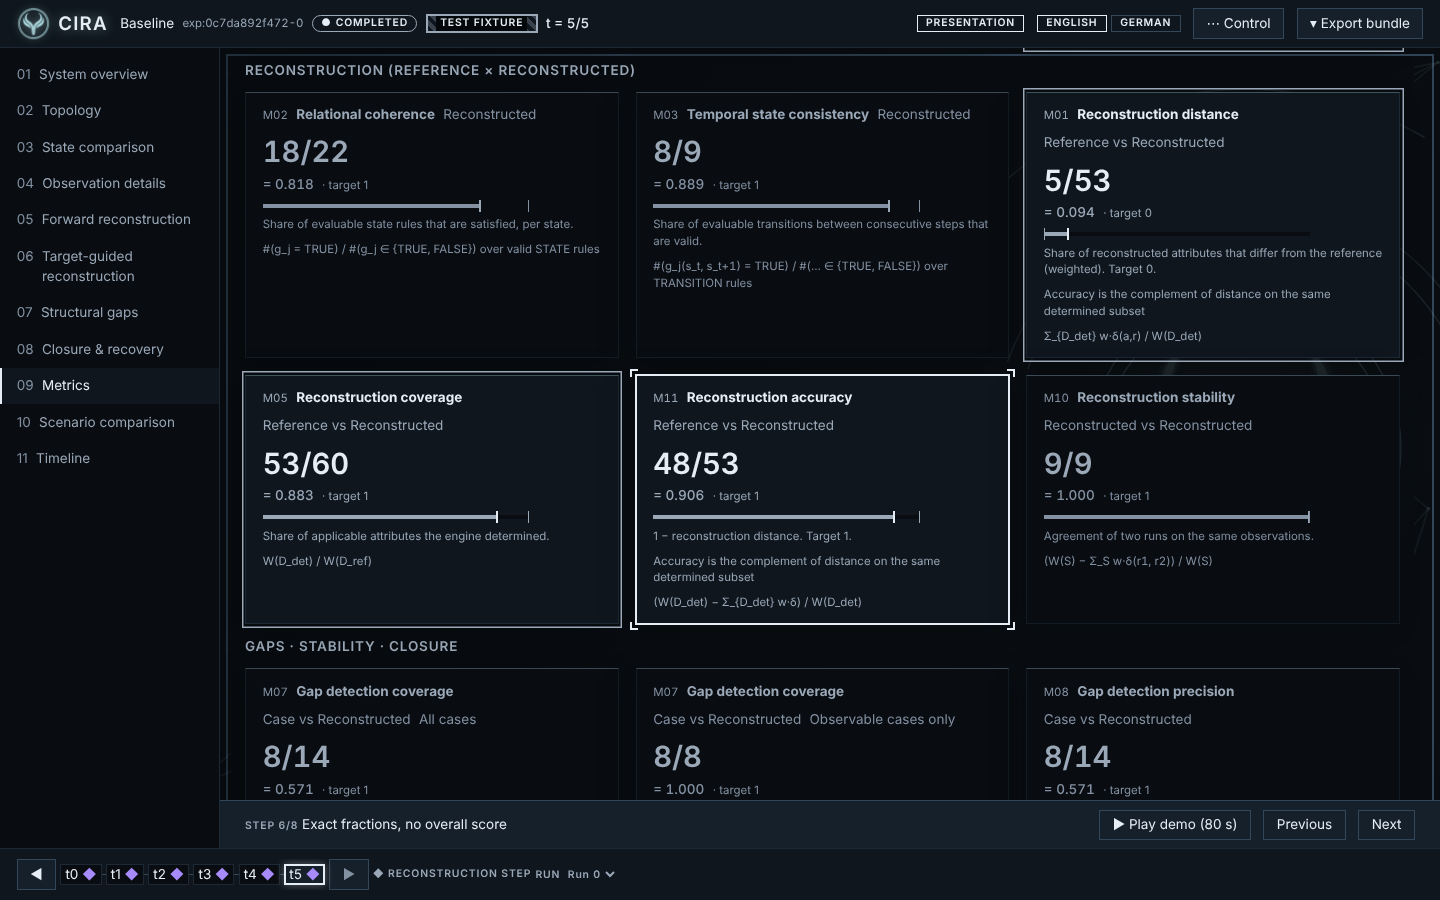 CIRA Baseline exp:0c7da892f472-0 ● COMPLETED TEST FIXTURE t = 5/5 PRESENTATION ENGLISH GERMAN ··· Control ▾ Export bundle
01 System overview
02 Topology
03 State comparison
04 Observation details
05 Forward reconstruction
06 Target-guided
reconstruction
07 Structural gaps
08 Closure & recovery
09 Metrics
10 Scenario comparison
11 Timeline
RECONSTRUCTION (REFERENCE × RECONSTRUCTED)
M02 Relational coherence Reconstructed
18/22
= 0.818 · target 1
Share of evaluable state rules that are satisfied, per state.
#(g_j = TRUE) / #(g_j ∈ {TRUE, FALSE}) over valid STATE rules
M03 Temporal state consistency Reconstructed
8/9
= 0.889 · target 1
Share of evaluable transitions between consecutive steps that
are valid.
#(g_j(s_t, s_t+1) = TRUE) / #(... ∈ {TRUE, FALSE}) over
TRANSITION rules
M01 Reconstruction distance
Reference vs Reconstructed
5/53
= 0.094 · target 0
Share of reconstructed attributes that differ from the reference
(weighted). Target 0.
Accuracy is the complement of distance on the same
determined subset
Σ_{D_det} w·δ(a,r) / W(D_det)
M05 Reconstruction coverage
Reference vs Reconstructed
53/60
= 0.883 · target 1
Share of applicable attributes the engine determined.
W(D_det) / W(D_ref)
M11 Reconstruction accuracy
Reference vs Reconstructed
48/53
= 0.906 · target 1
1 − reconstruction distance. Target 1.
Accuracy is the complement of distance on the same
determined subset
(W(D_det) − Σ_{D_det} w·δ) / W(D_det)
M10 Reconstruction stability
Reconstructed vs Reconstructed
9/9
= 1.000 · target 1
Agreement of two runs on the same observations.
(W(S) − Σ_S w·δ(r1, r2)) / W(S)
GAPS · STABILITY · CLOSURE
M07 Gap detection coverage
Case vs Reconstructed All cases
8/14
= 0.571 · target 1
M07 Gap detection coverage
Case vs Reconstructed Observable cases only
8/8
= 1.000 · target 1
M08 Gap detection precision
Case vs Reconstructed
8/14
= 0.571 · target 1
STEP 6/8 Exact fractions, no overall score ▶ Play demo (80 s) Previous Next
◀ t0 ◆ t1 ◆ t2 ◆ t3 ◆ t4 ◆ t5 ◆ ▶ ◆ RECONSTRUCTION STEP RUN Run 0